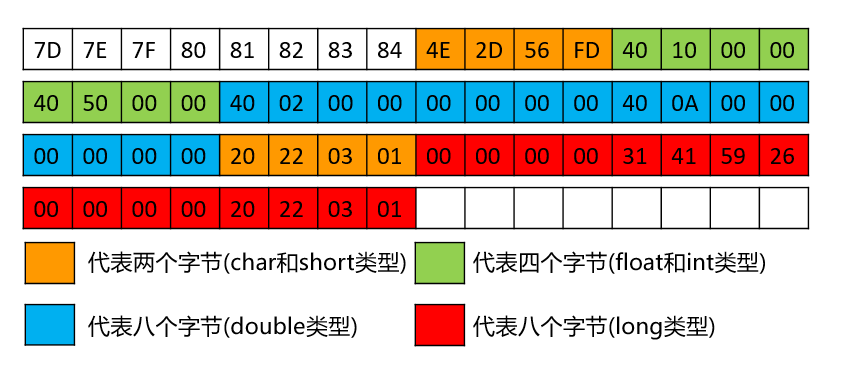 7D 7E 7F 80 81 82 83 84 4E 2D 56 FD 40 10 00 00
40 50 00 00 40 02 00 00 00 00 00 00 40 0A 00 00
00 00 00 00 20 22 03 01 00 00 00 00 31 41 59 26
00 00 00 00 20 22 03 01
代表两个字节(char和short类型) 代表四个字节(float和int类型)
代表八个字节(double类型) 代表八个字节(long类型)